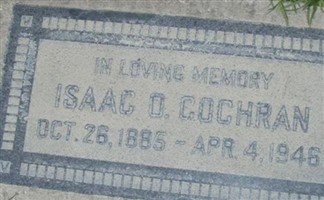 IN LOVING MEMORY
ISAAC O. COCHRAN
OCT. 26, 1885 - APR. 4, 1946